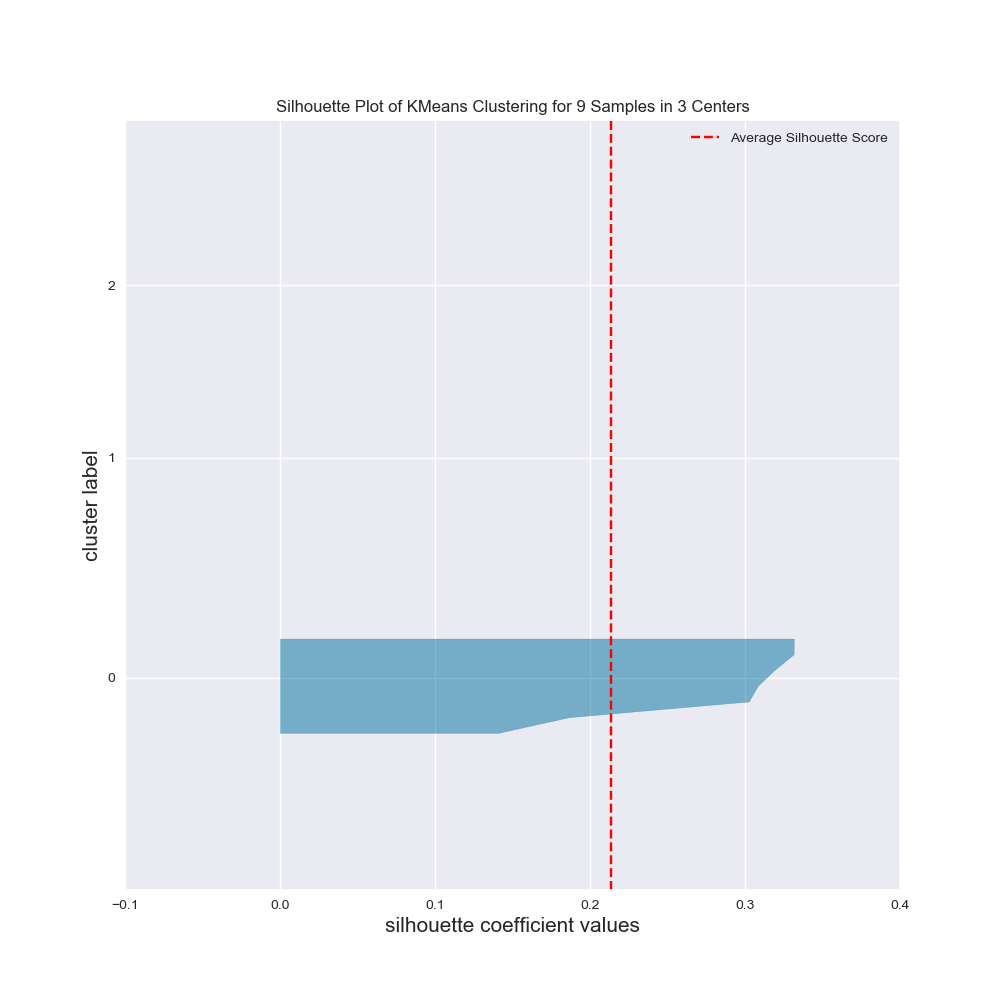 Silhouette Plot of KMeans Clustering for 9 Samples in 3 Centers
Average Silhouette Score
2
1
0
cluster label
−0.1 0.0 0.1 0.2 0.3 0.4
silhouette coefficient values